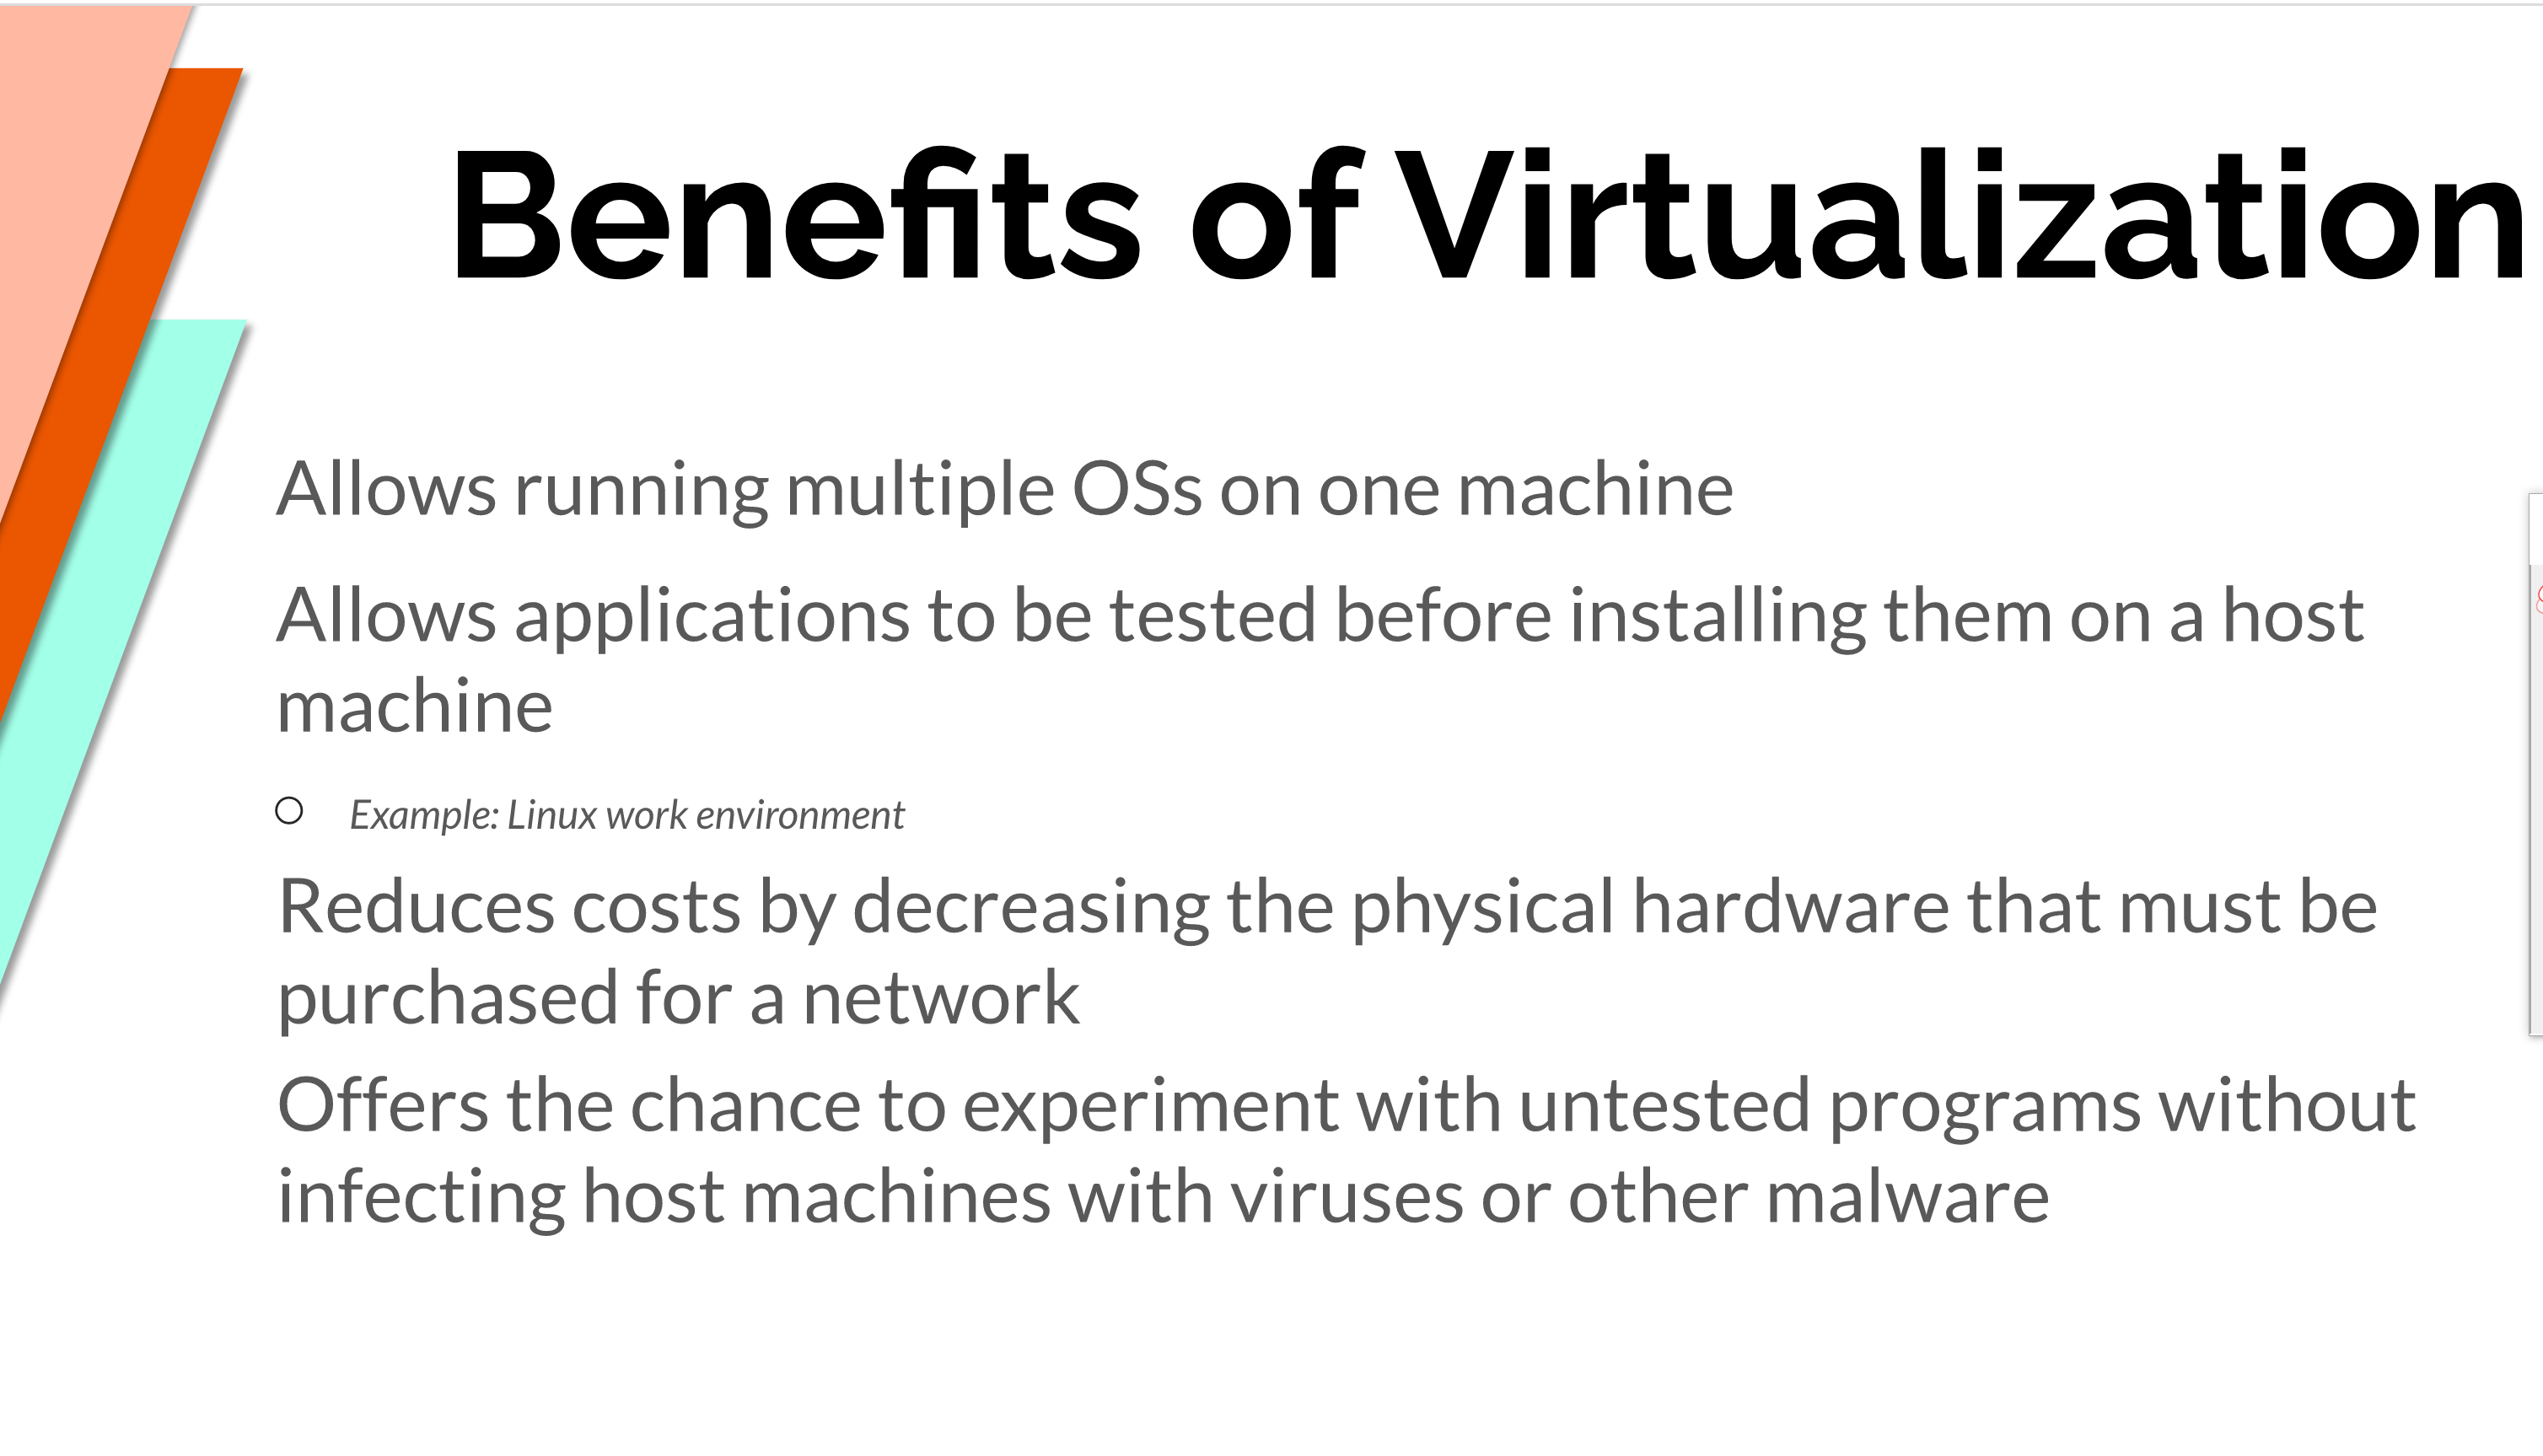 Benefits of Virtualization
Allows running multiple OSs on one machine
Allows applications to be tested before installing them on a host
machine
Example: Linux work environment
Reduces costs by decreasing the physical hardware that must be
purchased for a network
Offers the chance to experiment with untested programs without
infecting host machines with viruses or other malware